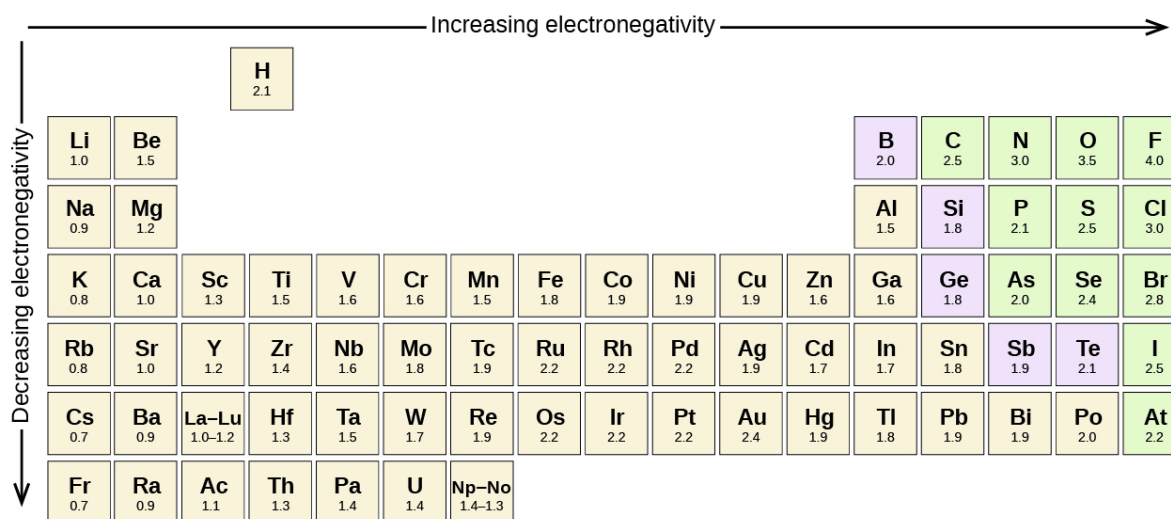 Increasing electronegativity
Decreasing electronegativity
H
2.1
Li Be B C N O F
1.0 1.5 2.0 2.5 3.0 3.5 4.0
Na Mg Al Si P S Cl
0.9 1.2 1.5 1.8 2.1 2.5 3.0
K Ca Sc Ti V Cr Mn Fe Co Ni Cu Zn Ga Ge As Se Br
0.8 1.0 1.3 1.5 1.6 1.6 1.5 1.8 1.9 1.9 1.9 1.6 1.6 1.8 2.0 2.4 2.8
Rb Sr Y Zr Nb Mo Tc Ru Rh Pd Ag Cd In Sn Sb Te I
0.8 1.0 1.2 1.4 1.6 1.8 1.9 2.2 2.2 2.2 1.9 1.7 1.7 1.8 1.9 2.1 2.5
Cs Ba La–Lu Hf Ta W Re Os Ir Pt Au Hg Tl Pb Bi Po At
0.7 0.9 1.0–1.2 1.3 1.5 1.7 1.9 2.2 2.2 2.2 2.4 1.9 1.8 1.9 1.9 2.0 2.2
Fr Ra Ac Th Pa U Np–No
0.7 0.9 1.1 1.3 1.4 1.4 1.4–1.3